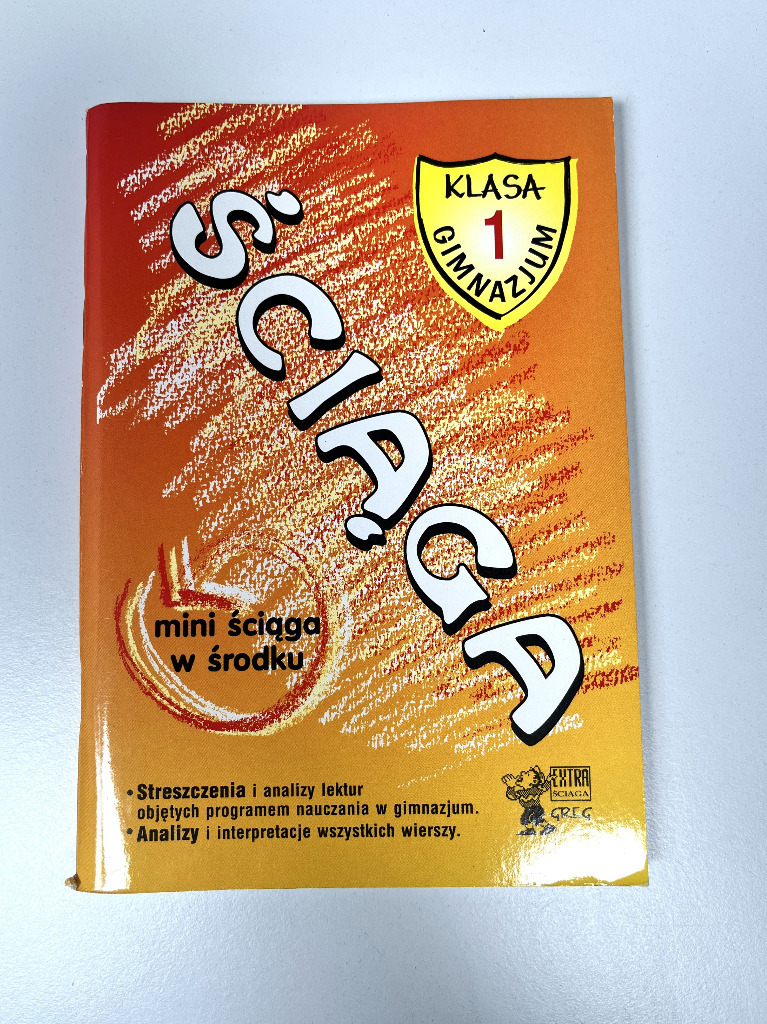 KLASA
1
GIMNAZJUM
ŚCIĄGA
mini ściąga
w środku
• Streszczenia i analizy lektur
objętych programem nauczania w gimnazjum.
• Analizy i interpretacje wszystkich wierszy.
EXTRA
ŚCIĄGA
GREG